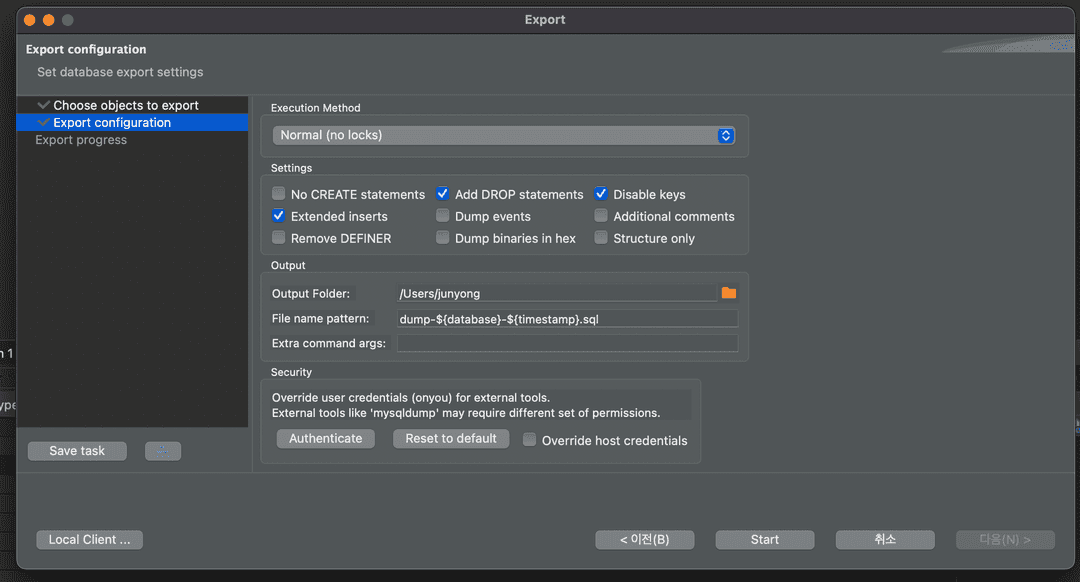 Export
Export configuration
Set database export settings
Choose objects to export
Export configuration
Export progress
Execution Method
Normal (no locks)
Settings
No CREATE statements
Add DROP statements
Disable keys
Extended inserts
Dump events
Additional comments
Remove DEFINER
Dump binaries in hex
Structure only
Output
Output Folder:
/Users/junyong
File name pattern:
dump-${database}-${timestamp}.sql
Extra command args:
Security
Override user credentials (onyou) for external tools.
External tools like 'mysqldump' may require different set of permissions.
Authenticate
Reset to default
Override host credentials
Save task
Local Client ...
< 이전(B)
Start
취소
다음(N) >
n 1
ype